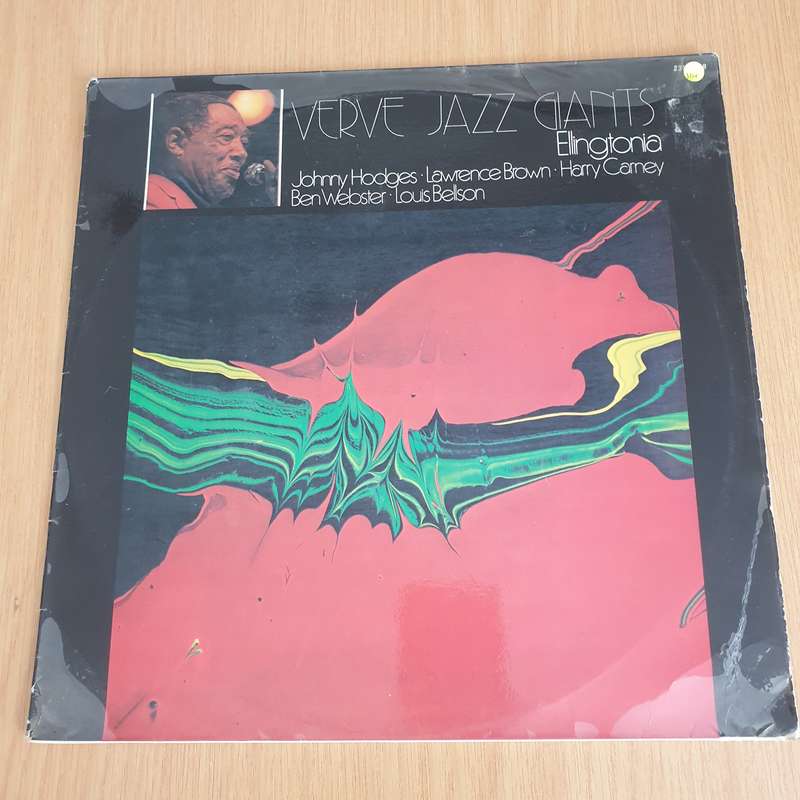 VERVE JAZZ GIANTS
Ellingtonia
Johnny Hodges · Lawrence Brown · Harry Carney
Ben Webster · Louis Bellson